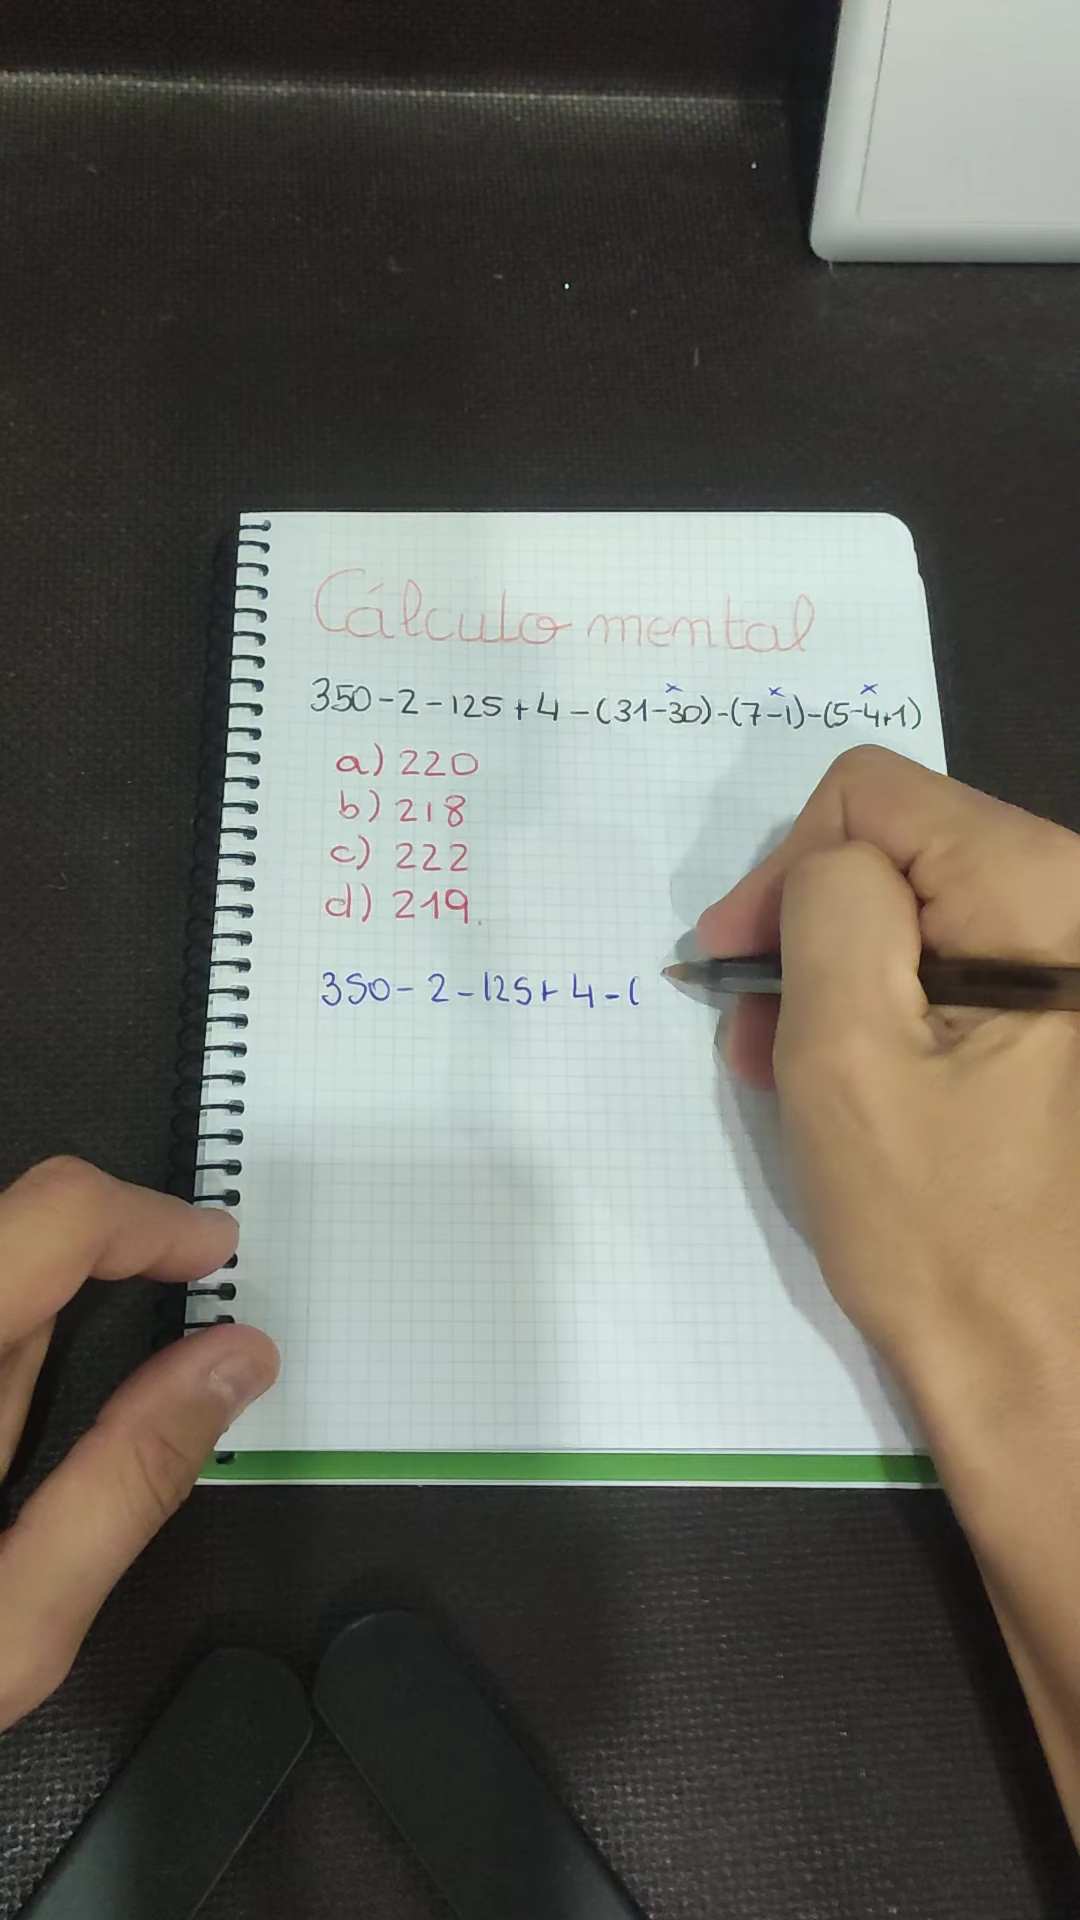 Cálculo mental
350-2-125+4-(31-30)-(7-1)-(5-4+1)
a) 220
b) 218
c) 222
d) 219.
350-2-125+4-(